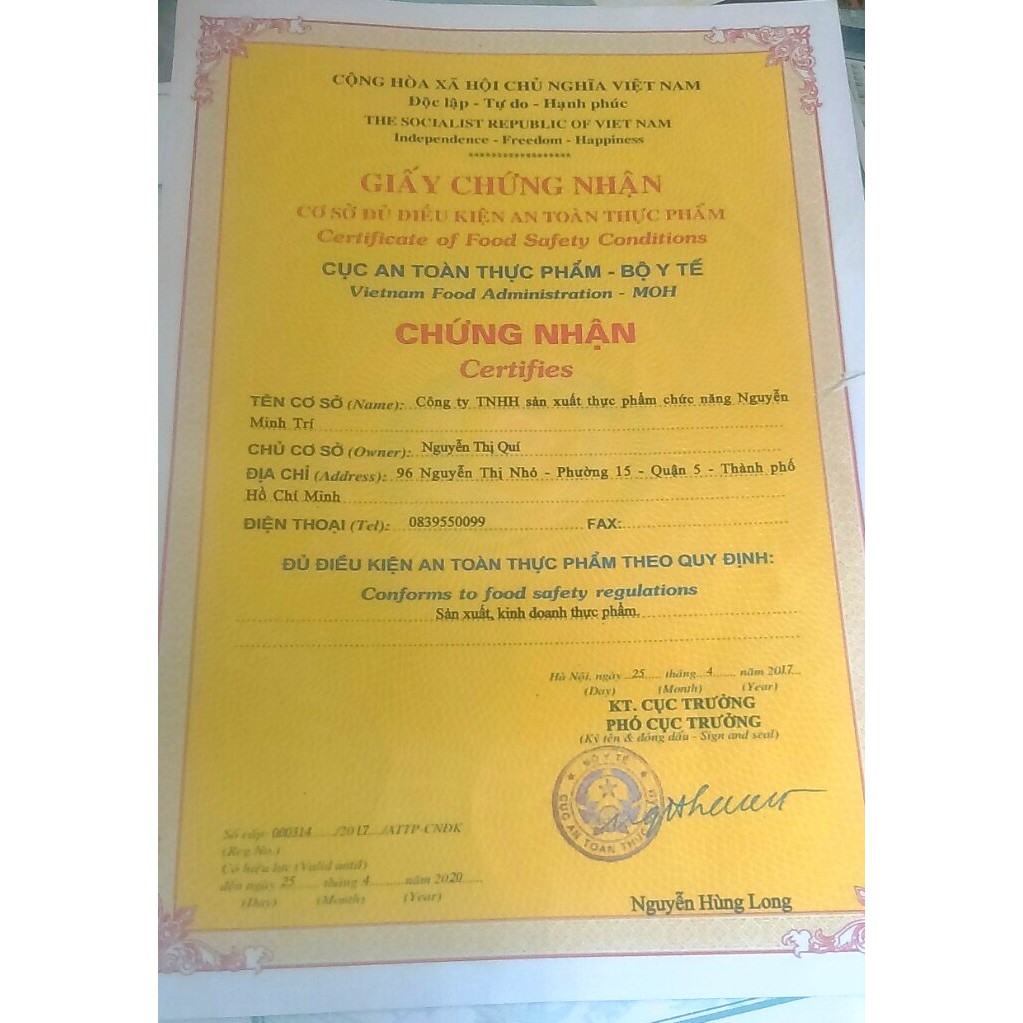 CỘNG HÒA XÃ HỘI CHỦ NGHĨA VIỆT NAM
Độc lập - Tự do - Hạnh phúc
THE SOCIALIST REPUBLIC OF VIET NAM
Independence - Freedom - Happiness
******************
GIẤY CHỨNG NHẬN
CƠ SỞ ĐỦ ĐIỀU KIỆN AN TOÀN THỰC PHẨM
Certificate of Food Safety Conditions
CỤC AN TOÀN THỰC PHẨM - BỘ Y TẾ
Vietnam Food Administration - MOH
CHỨNG NHẬN
Certifies
TÊN CƠ SỞ (Name): Công ty TNHH sản xuất thực phẩm chức năng Nguyễn
Minh Trí
CHỦ CƠ SỞ (Owner): Nguyễn Thị Quí
ĐỊA CHỈ (Address): 96 Nguyễn Thị Nhỏ - Phường 15 - Quận 5 - Thành phố
Hồ Chí Minh
ĐIỆN THOẠI (Tel): 0839550099 FAX:
ĐỦ ĐIỀU KIỆN AN TOÀN THỰC PHẨM THEO QUY ĐỊNH:
Conforms to food safety regulations
Sản xuất, kinh doanh thực phẩm.
Hà Nội, ngày 25 tháng 4 năm 2017
(Day) (Month) (Year)
KT. CỤC TRƯỞNG
PHÓ CỤC TRƯỞNG
(Ký tên & đóng dấu - Sign and seal)
BỘ Y TẾ
CỤC AN TOÀN THỰC
Số cấp: 000314 /2017 /ATTP-CNĐK
(Reg.No.)
Có hiệu lực (Valid until)
đến ngày 25 tháng 4 năm 2020
(Day) (Month) (Year)
Nguyễn Hùng Long